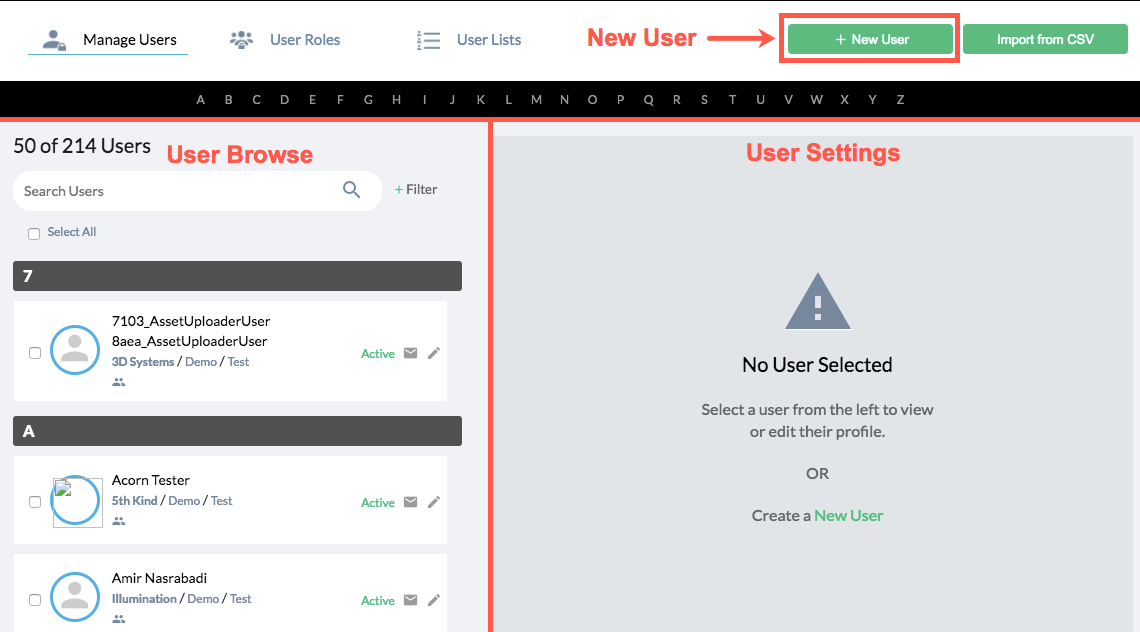 Manage Users
User Roles
User Lists
New User
+ New User
Import from CSV
A B C D E F G H I J K L M N O P Q R S T U V W X Y Z
50 of 214 Users
User Browse
Search Users
+ Filter
Select All
7
7103_AssetUploaderUser
8aea_AssetUploaderUser
3D Systems / Demo / Test
Active
A
Acorn Tester
5th Kind / Demo / Test
Active
Amir Nasrabadi
Illumination / Demo / Test
Active
User Settings
No User Selected
Select a user from the left to view
or edit their profile.
OR
Create a New User